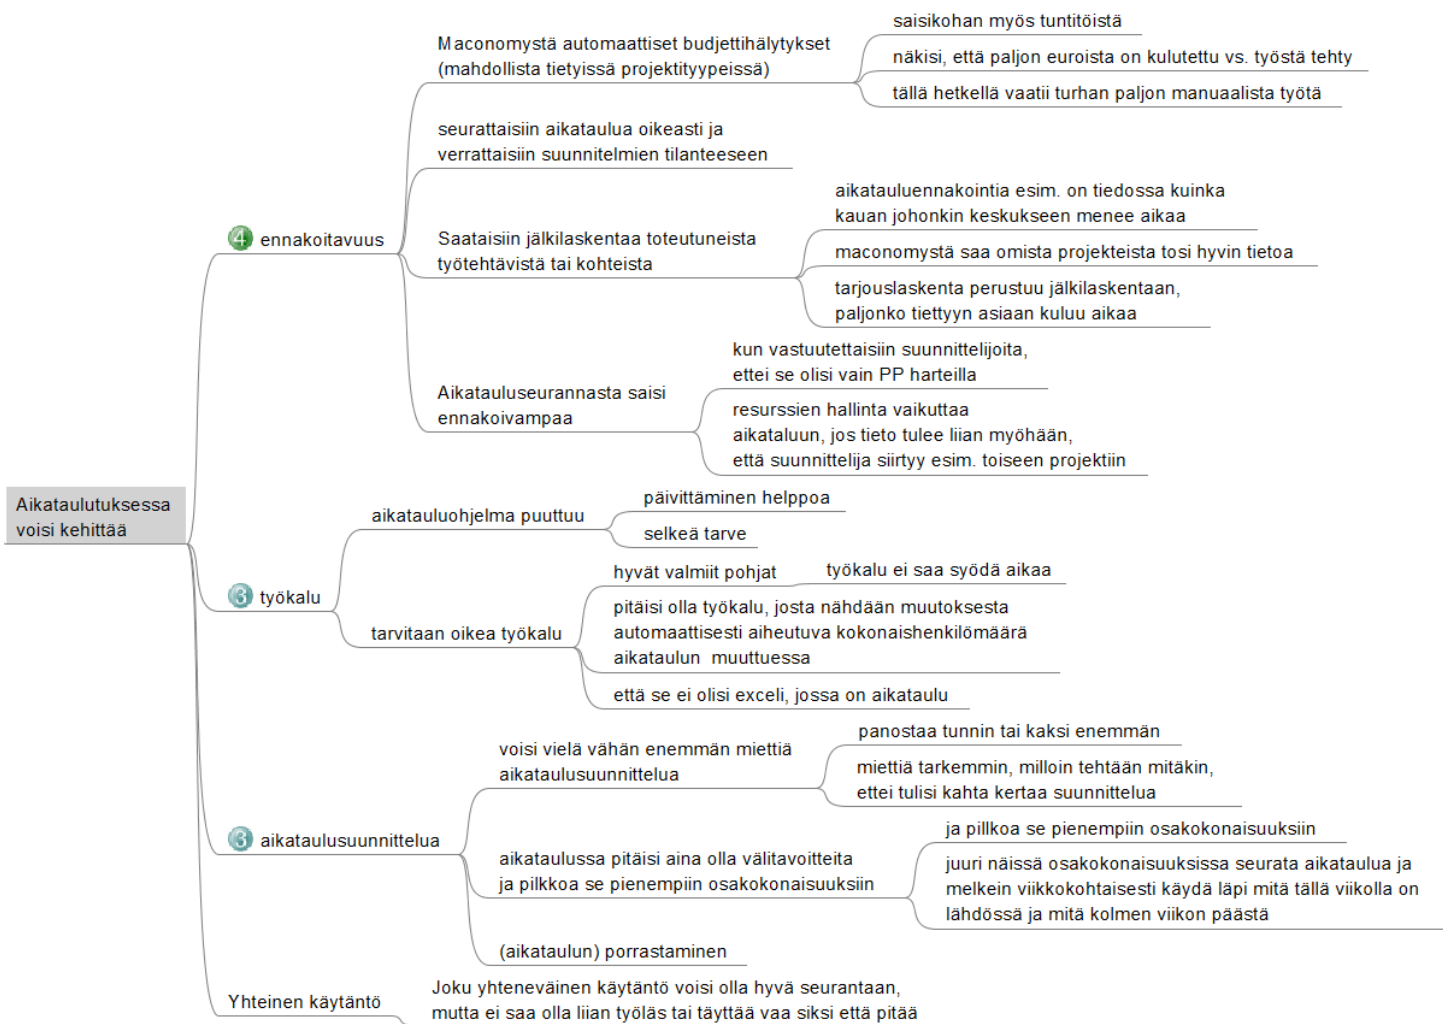 Aikataulutuksessa
voisi kehittää
4 ennakoitavuus
Maconomystä automaattiset budjettihälytykset
(mahdollista tietyissä projektityypeissä)
saisikohan myös tuntitöistä
näkisi, että paljon euroista on kulutettu vs. työstä tehty
tällä hetkellä vaatii turhan paljon manuaalista työtä
seurattaisiin aikataulua oikeasti ja
verrattaisiin suunnitelmien tilanteeseen
Saataisiin jälkilaskentaa toteutuneista
työtehtävistä tai kohteista
aikatauluennakointia esim. on tiedossa kuinka
kauan johonkin keskukseen menee aikaa
maconomystä saa omista projekteista tosi hyvin tietoa
tarjouslaskenta perustuu jälkilaskentaan,
paljonko tiettyyn asiaan kuluu aikaa
Aikatauluseurannasta saisi
ennakoivampaa
kun vastuutettaisiin suunnittelijoita,
ettei se olisi vain PP harteilla
resurssien hallinta vaikuttaa
aikataluun, jos tieto tulee liian myöhään,
että suunnittelija siirtyy esim. toiseen projektiin
3 työkalu
aikatauluohjelma puuttuu
päivittäminen helppoa
selkeä tarve
tarvitaan oikea työkalu
hyvät valmiit pohjat
työkalu ei saa syödä aikaa
pitäisi olla työkalu, josta nähdään muutoksesta
automaattisesti aiheutuva kokonaishenkilömäärä
aikataulun muuttuessa
että se ei olisi exceli, jossa on aikataulu
3 aikataulusuunnittelua
voisi vielä vähän enemmän miettiä
aikataulusuunnittelua
panostaa tunnin tai kaksi enemmän
miettiä tarkemmin, milloin tehtään mitäkin,
ettei tulisi kahta kertaa suunnittelua
aikataulussa pitäisi aina olla välitavoitteita
ja pilkkoa se pienempiin osakokonaisuuksiin
ja pillkoa se pienempiin osakokonaisuuksiin
juuri näissä osakokonaisuuksissa seurata aikataulua ja
melkein viikkokohtaisesti käydä läpi mitä tällä viikolla on
lähdössä ja mitä kolmen viikon päästä
(aikataulun) porrastaminen
Yhteinen käytäntö
Joku yhteneväinen käytäntö voisi olla hyvä seurantaan,
mutta ei saa olla liian työläs tai täyttää vaa siksi että pitää